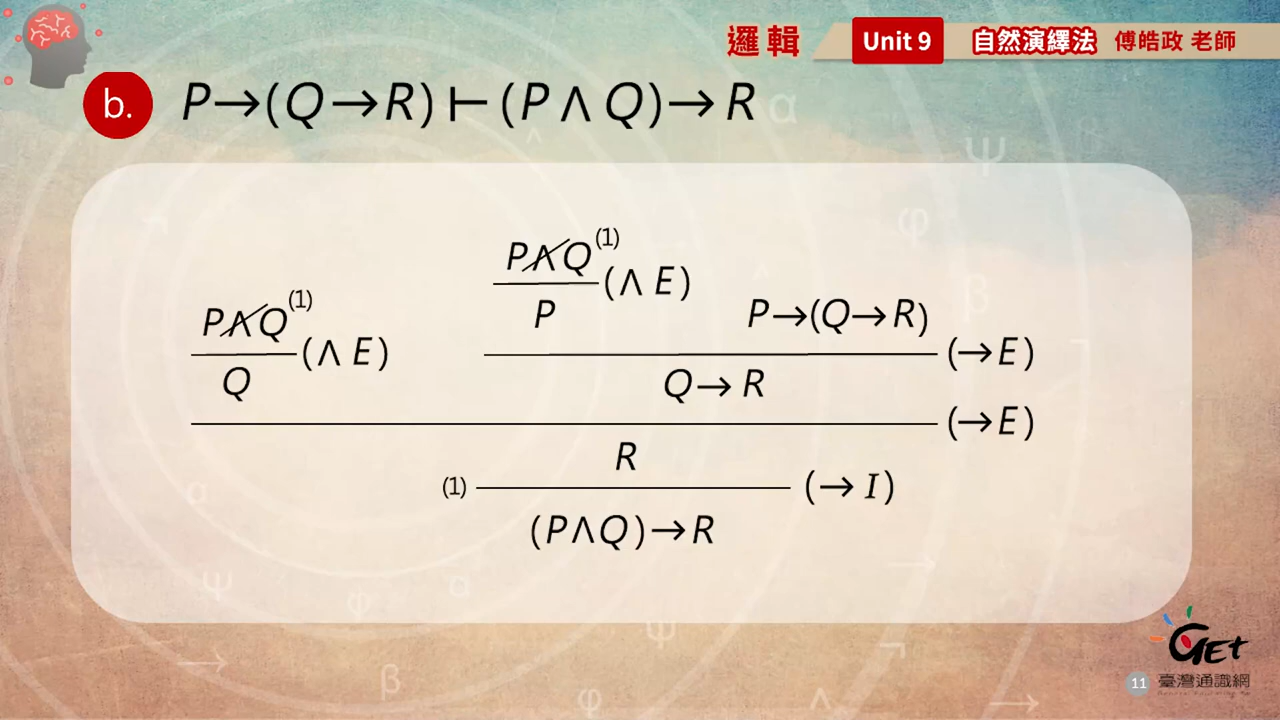 邏輯 Unit 9 自然演繹法 傅皓政 老師
b. P→(Q→R)⊢(P∧Q)→R
P∧Q (1)
P∧Q (1) (∧E)
P P→(Q→R)
(∧E) (→E)
Q Q→R
(→E)
R
(1) (→I)
(P∧Q)→R
GET
11 臺灣通識網